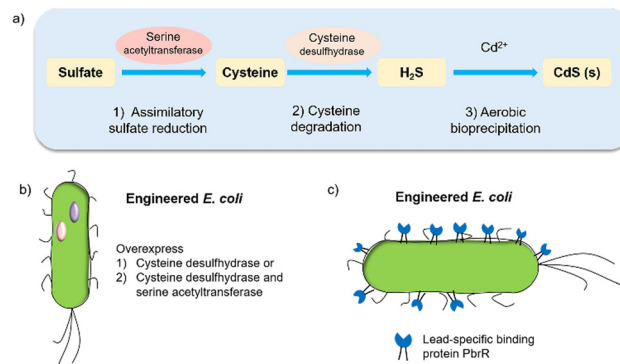 a)
Serine
acetyltransferase
Cysteine
desulfhydrase
Cd²⁺
Sulfate
Cysteine
H₂S
CdS (s)
1) Assimilatory
sulfate reduction
2) Cysteine
degradation
3) Aerobic
bioprecipitation
b)
Engineered E. coli
Overexpress
1) Cysteine desulfhydrase or
2) Cysteine desulfhydrase and
serine acetyltransferase
c)
Engineered E. coli
Lead-specific binding
protein PbrR